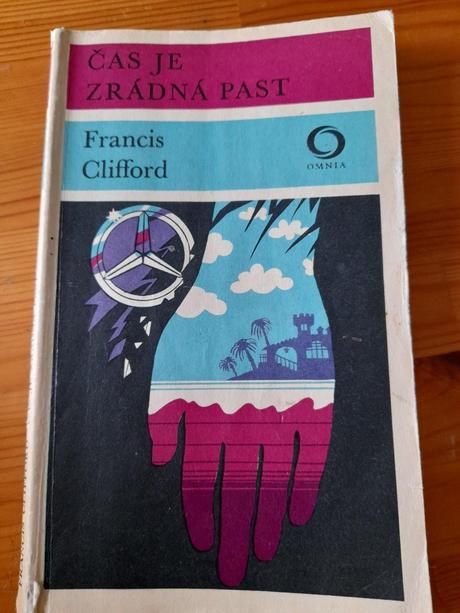 ČAS JE
ZRÁDNÁ PAST
Francis
Clifford
OMNIA